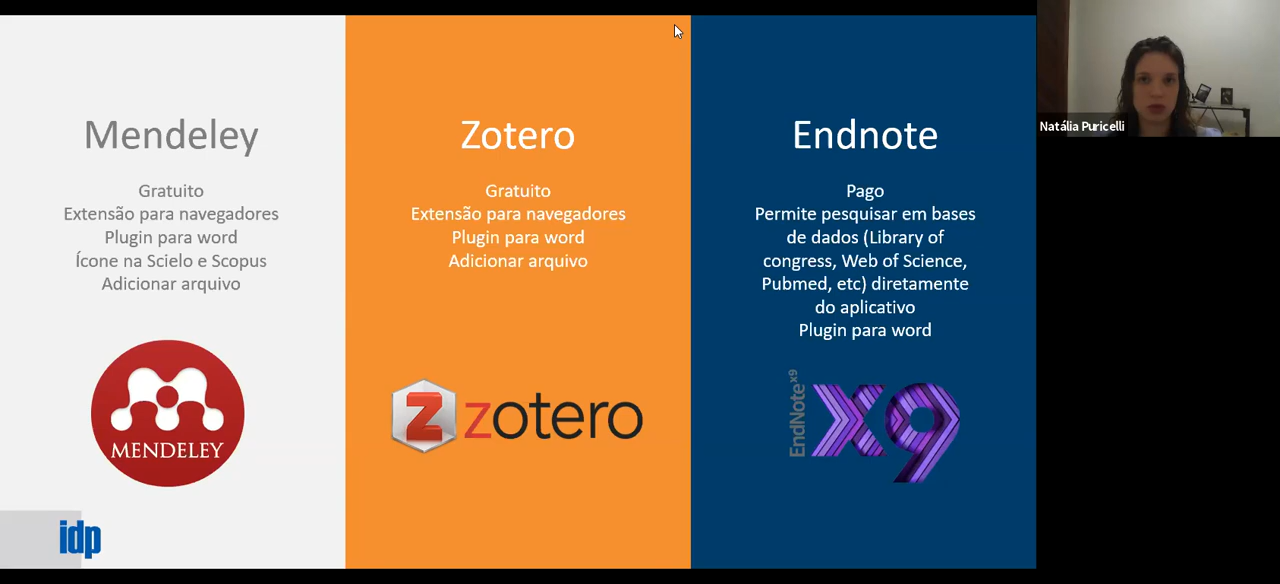 Mendeley
Gratuito
Extensão para navegadores
Plugin para word
Ícone na Scielo e Scopus
Adicionar arquivo
MENDELEY
idp
Zotero
Gratuito
Extensão para navegadores
Plugin para word
Adicionar arquivo
Z zotero
Endnote
Pago
Permite pesquisar em bases
de dados (Library of
congress, Web of Science,
Pubmed, etc) diretamente
do aplicativo
Plugin para word
EndNote x9
X9
Natália Puricelli